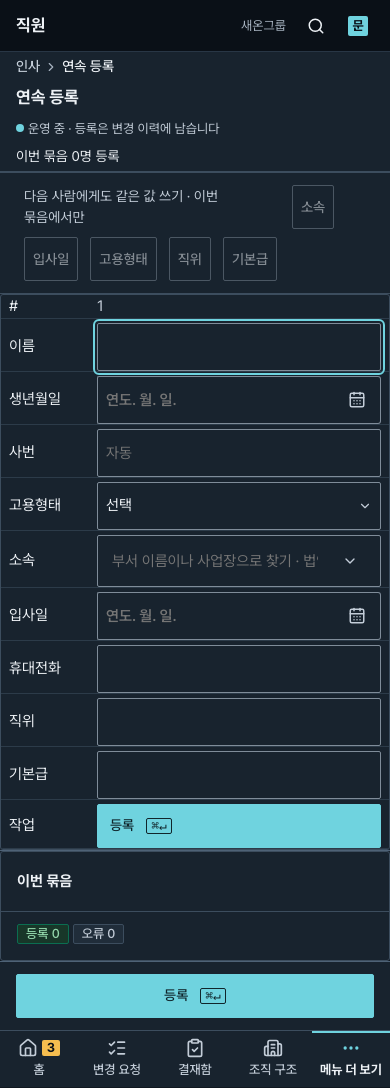 직원
새온그룹
문
인사 > 연속 등록
연속 등록
운영 중 · 등록은 변경 이력에 남습니다
이번 묶음 0명 등록
다음 사람에게도 같은 값 쓰기 · 이번
묶음에서만
소속
입사일
고용형태
직위
기본급
# 1
이름
생년월일 연도. 월. 일.
사번 자동
고용형태 선택
소속 부서 이름이나 사업장으로 찾기 · 법
입사일 연도. 월. 일.
휴대전화
직위
기본급
작업 등록 ⌘↵
이번 묶음
등록 0 오류 0
등록 ⌘↵
3
홈 변경 요청 결재함 조직 구조 메뉴 더 보기